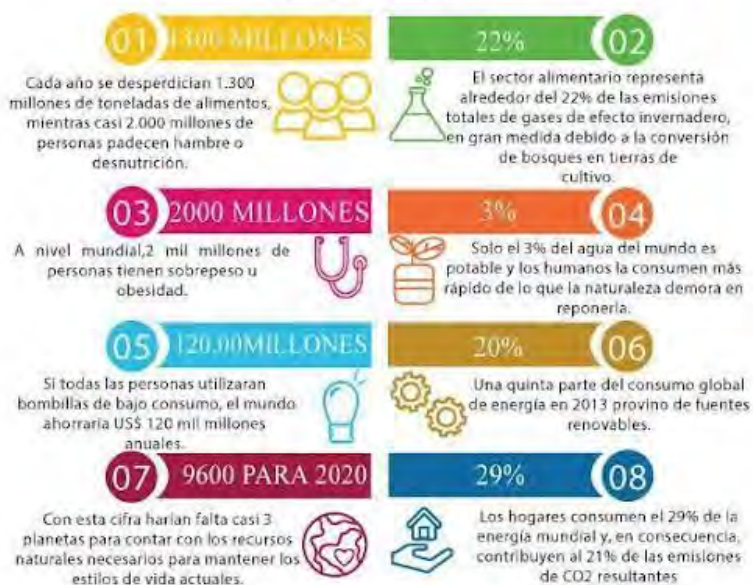 01
1300 MILLONES
Cada año se desperdician 1.300
millones de toneladas de alimentos,
mientras casi 2.000 millones de
personas padecen hambre o
desnutrición.
22%
02
El sector alimentario representa
alrededor del 22% de las emisiones
totales de gases de efecto invernadero,
en gran medida debido a la conversión
de bosques en tierras de
cultivo.
03
2000 MILLONES
A nivel mundial,2 mil millones de
personas tienen sobrepeso u
obesidad.
3%
04
Solo el 3% del agua del mundo es
potable y los humanos la consumen más
rápido de lo que la naturaleza demora en
reponerla.
05
120.00MILLONES
Si todas las personas utilizaran
bombillas de bajo consumo, el mundo
ahorraría US$ 120 mil millones
anuales.
20%
06
Una quinta parte del consumo global
de energía en 2013 provino de fuentes
renovables.
07
9600 PARA 2020
Con esta cifra harían falta casi 3
planetas para contar con los recursos
naturales necesarios para mantener los
estilos de vida actuales.
29%
08
Los hogares consumen el 29% de la
energía mundial y, en consecuencia,
contribuyen al 21% de las emisiones
de CO2 resultantes